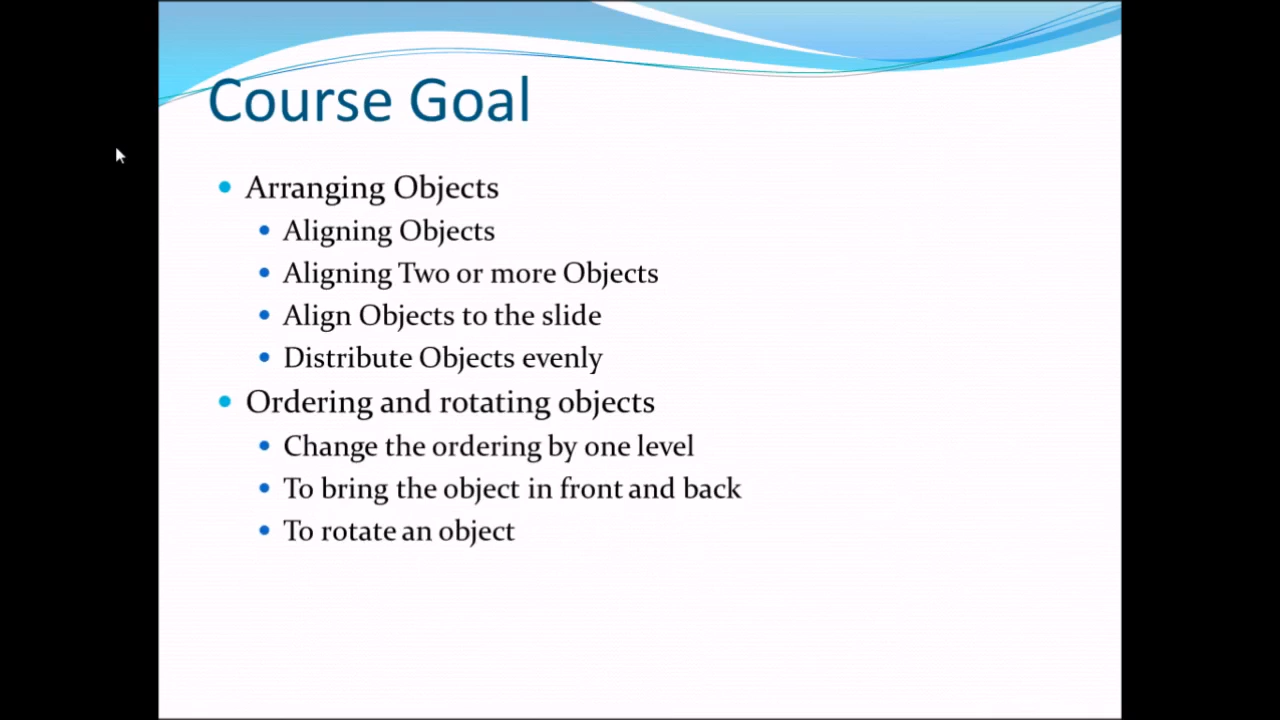 Course Goal
Arranging Objects
Aligning Objects
Aligning Two or more Objects
Align Objects to the slide
Distribute Objects evenly
Ordering and rotating objects
Change the ordering by one level
To bring the object in front and back
To rotate an object